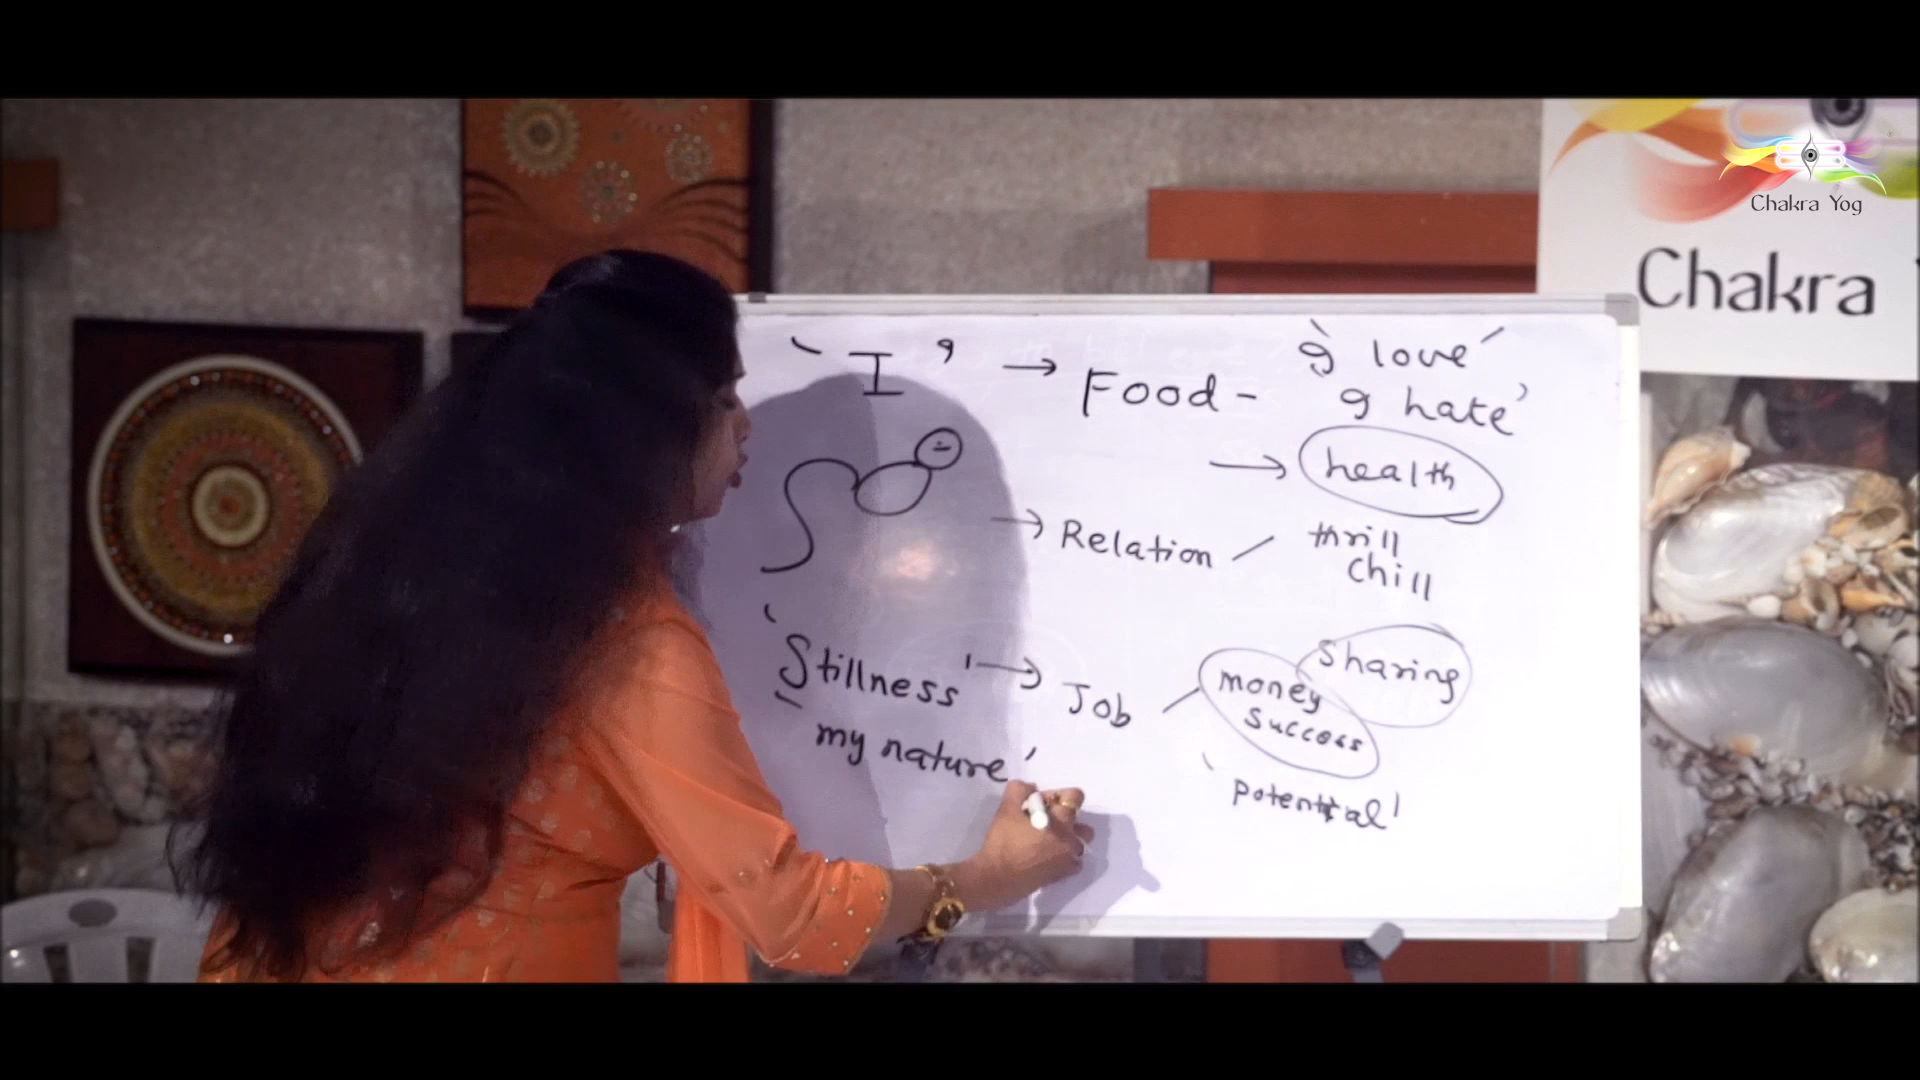 Chakra Yog
Chakra
'I' → Food - 'I love'
'I hate'
→ health
→ Relation / thrill
chill
'Stillness' → Job / money sharing
success
'my nature'
'potential'